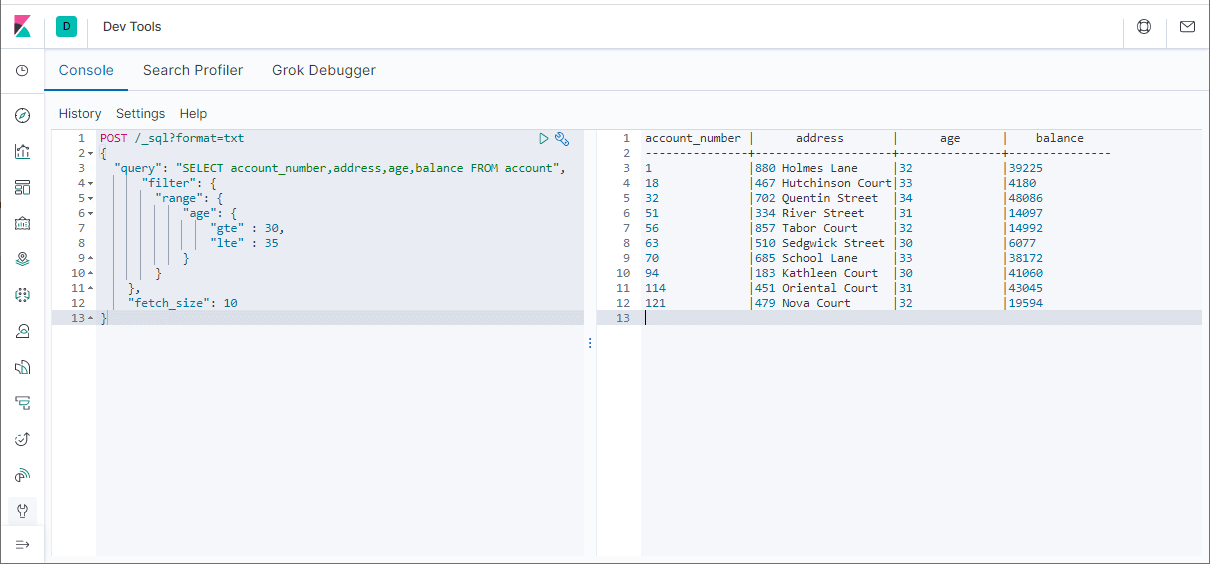 D Dev Tools
Console Search Profiler Grok Debugger
History Settings Help
1 POST /_sql?format=txt
2 {
3 "query": "SELECT account_number,address,age,balance FROM account",
4 "filter": {
5 "range": {
6 "age": {
7 "gte" : 30,
8 "lte" : 35
9 }
10 }
11 },
12 "fetch_size": 10
13 }
1 account_number | address | age | balance
2 ---------------+--------------------+---------------+---------------
3 1 |880 Holmes Lane |32 |39225
4 18 |467 Hutchinson Court|33 |4180
5 32 |702 Quentin Street |34 |48086
6 51 |334 River Street |31 |14097
7 56 |857 Tabor Court |32 |14992
8 63 |510 Sedgwick Street |30 |6077
9 70 |685 School Lane |33 |38172
10 94 |183 Kathleen Court |30 |41060
11 114 |451 Oriental Court |31 |43045
12 121 |479 Nova Court |32 |19594
13